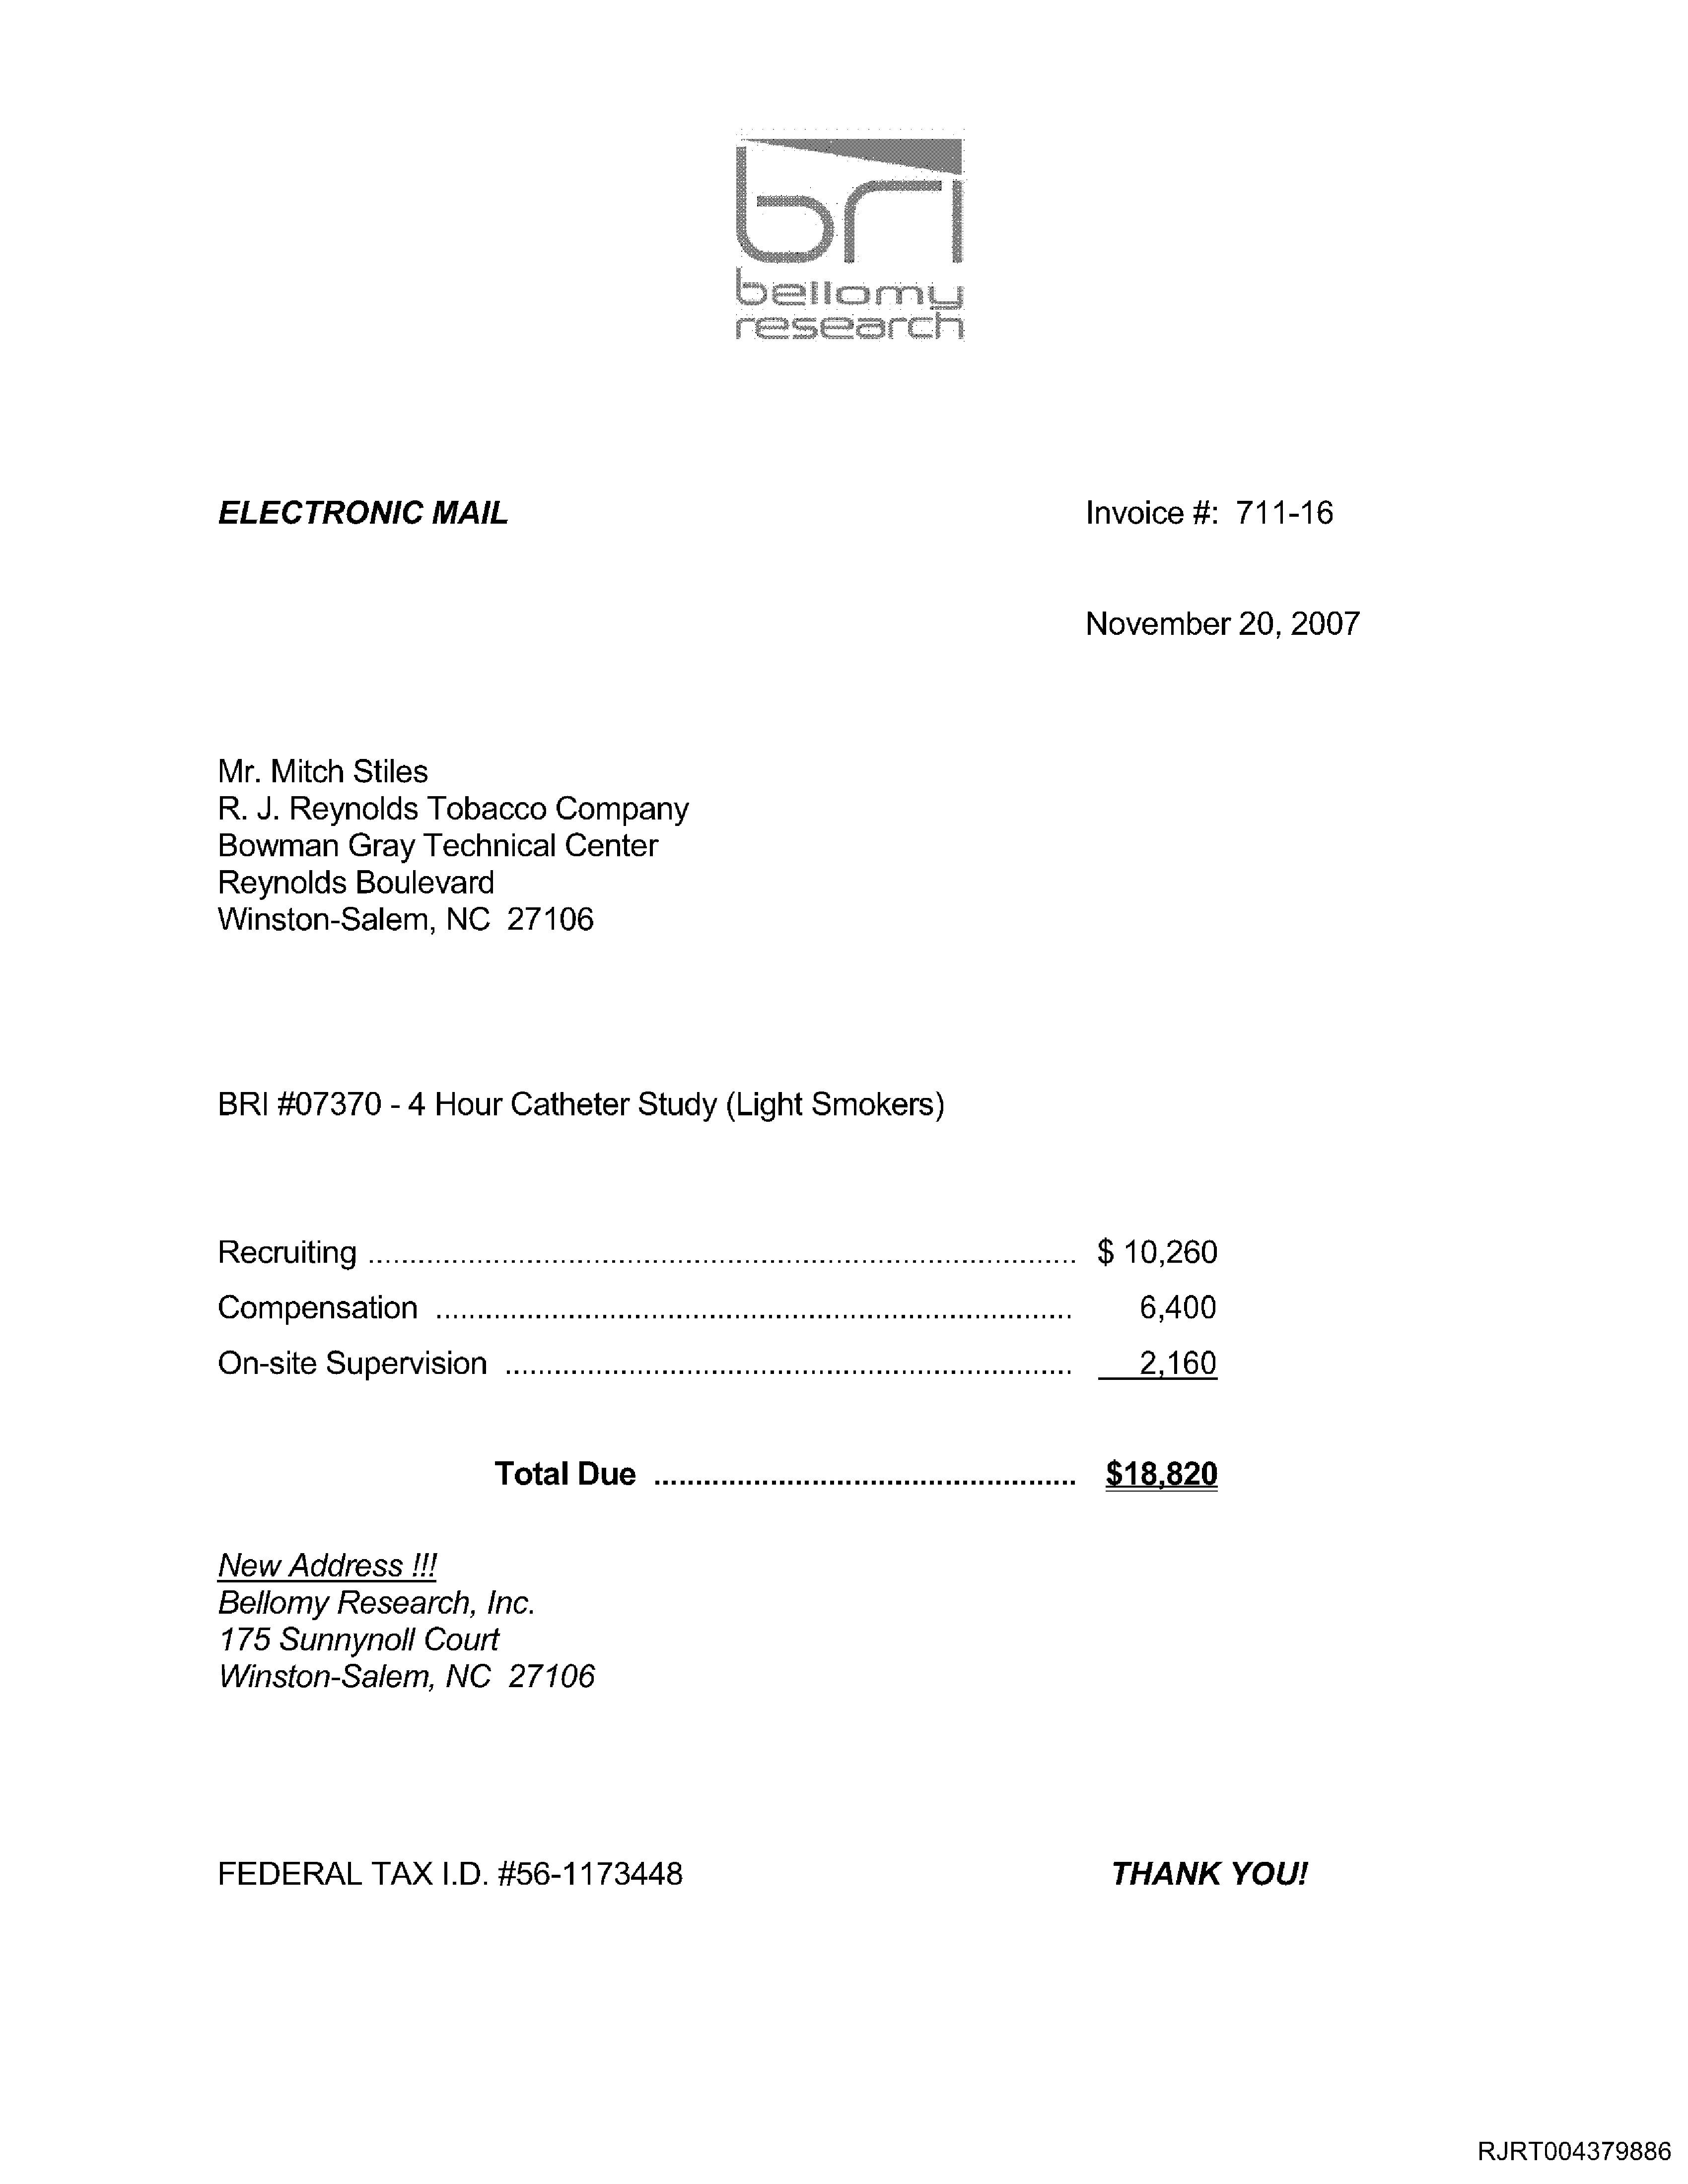 bri
bellomy
research
ELECTRONIC MAIL
Invoice #: 711-16
November 20, 2007
Mr. Mitch Stiles
R. J. Reynolds Tobacco Company
Bowman Gray Technical Center
Reynolds Boulevard
Winston-Salem, NC 27106
BRI #07370 - 4 Hour Catheter Study (Light Smokers)
Recruiting ........................................................................................ $ 10,260
Compensation ............................................................................... 6,400
On-site Supervision ...................................................................... 2,160
Total Due .................................................... $18,820
New Address !!!
Bellomy Research, Inc.
175 Sunnynoll Court
Winston-Salem, NC 27106
FEDERAL TAX I.D. #56-1173448
THANK YOU!
RJRT004379886